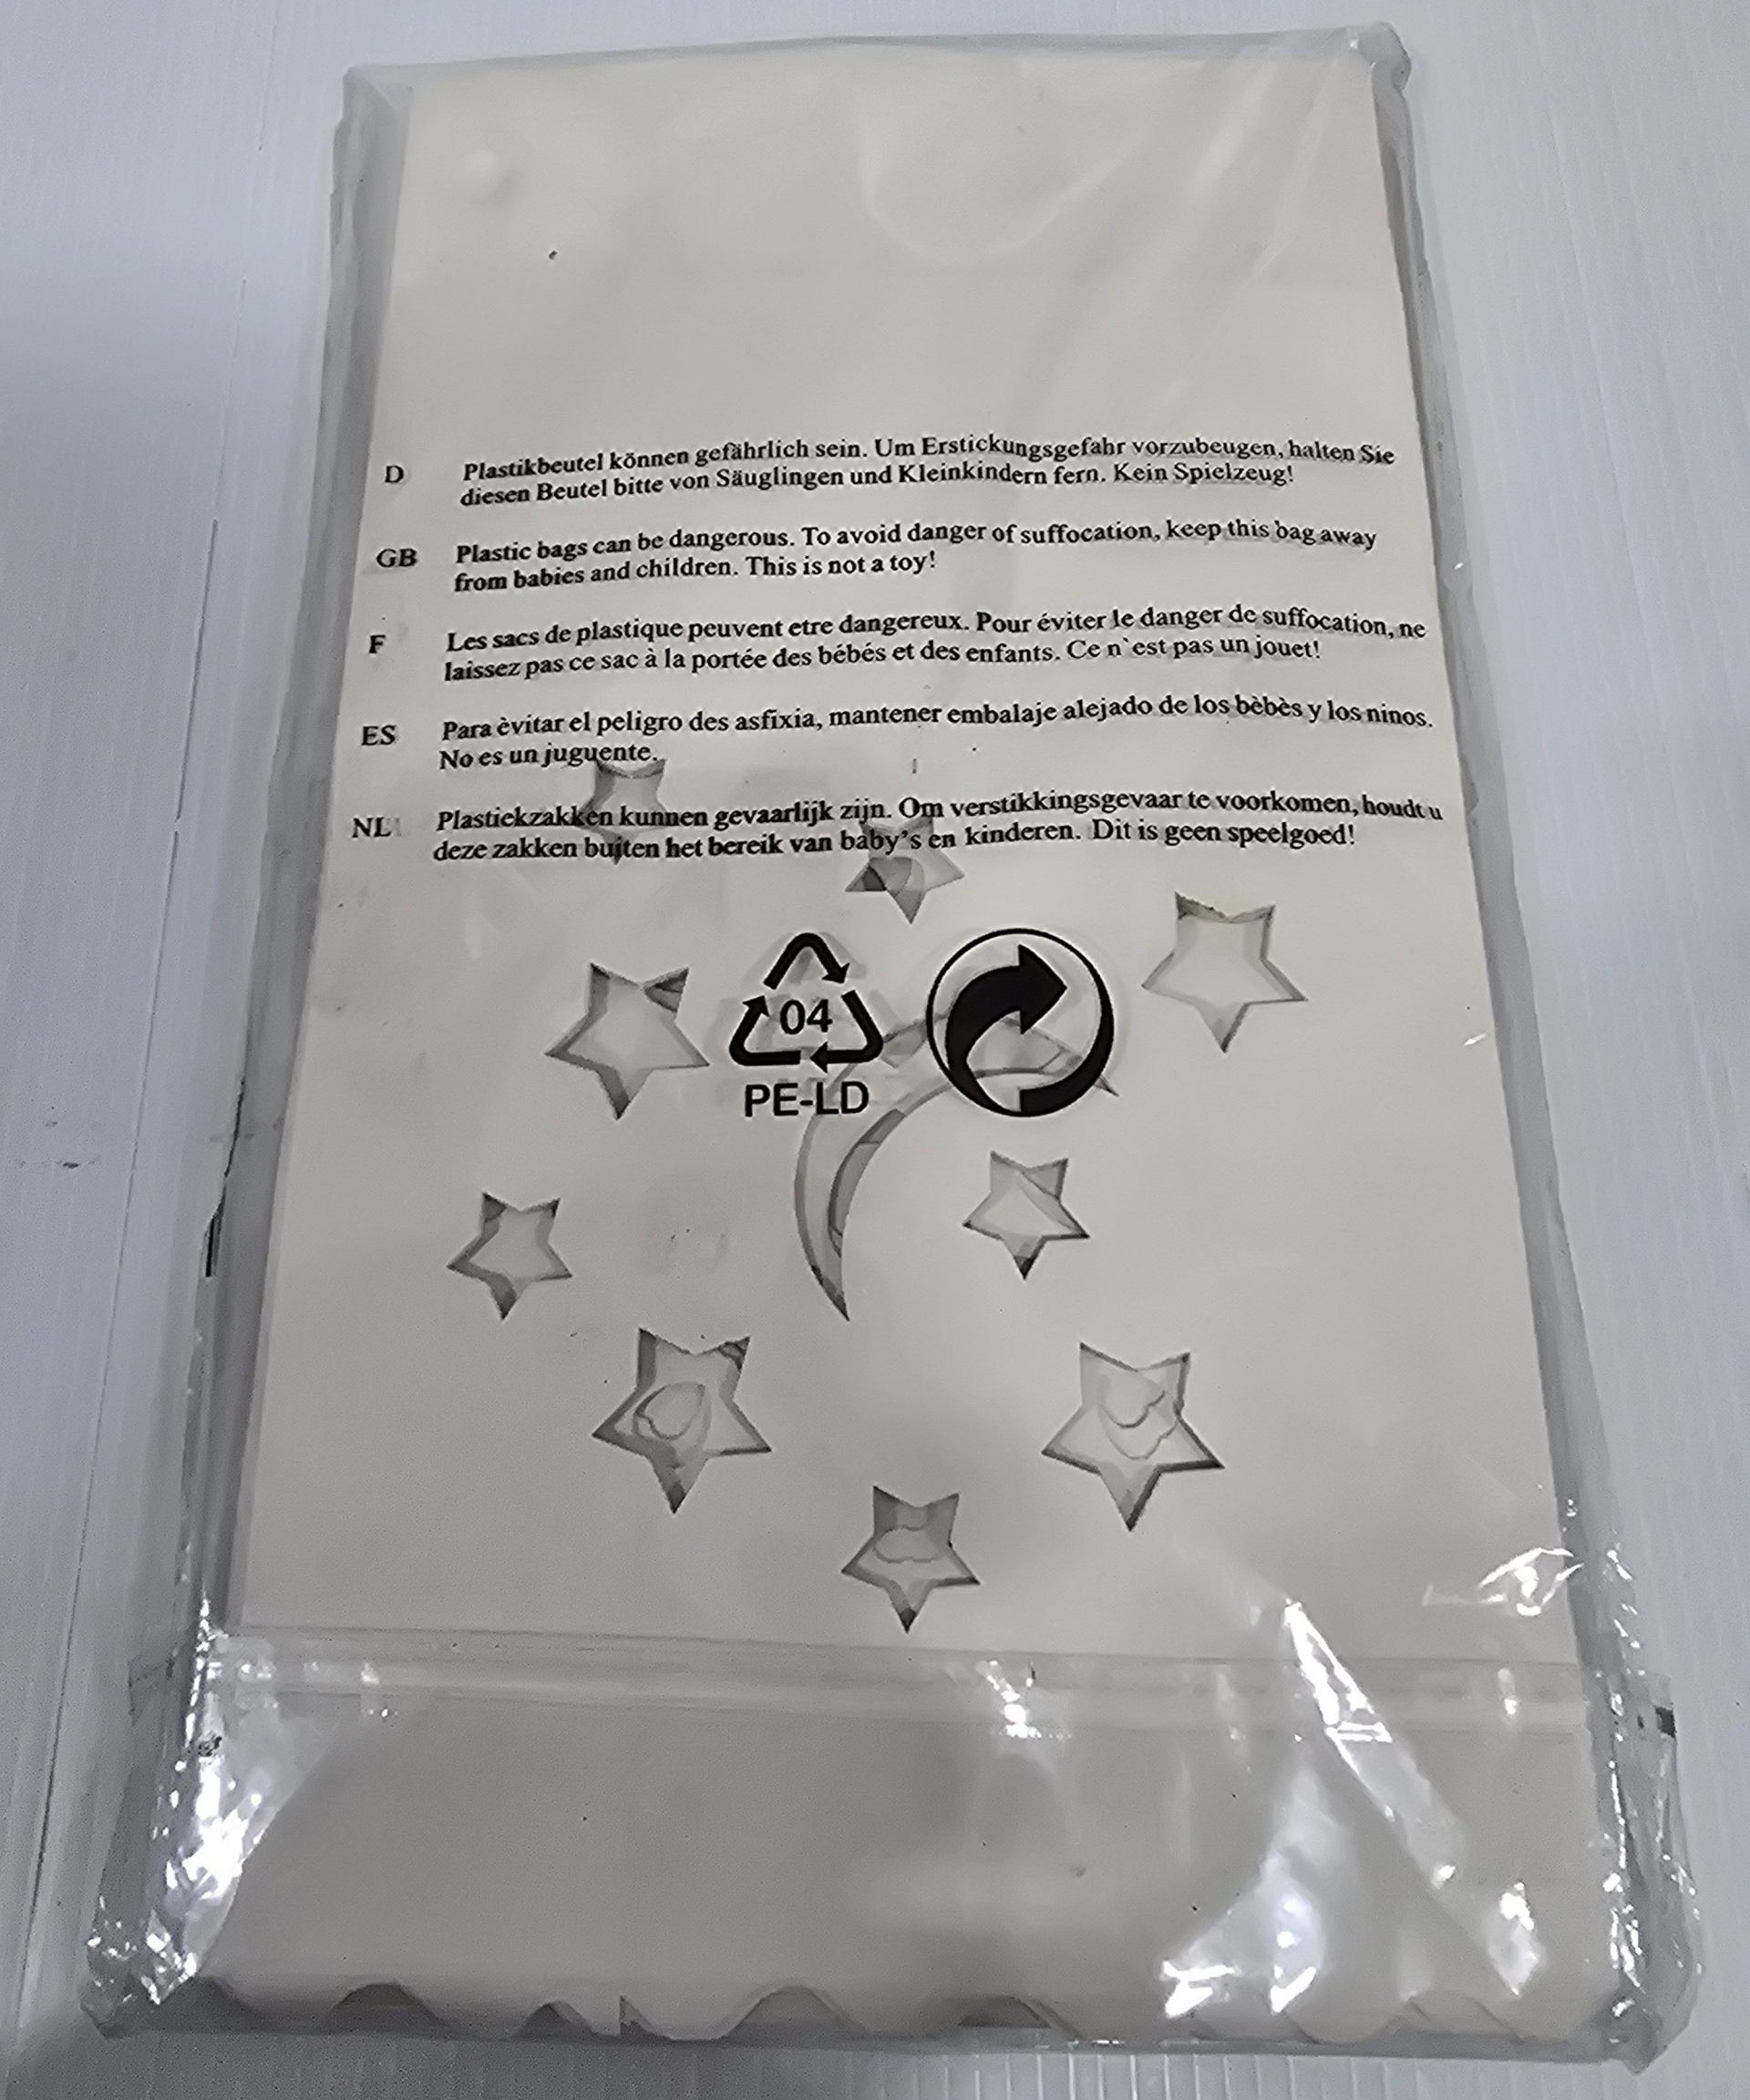 D Plastikbeutel können gefährlich sein. Um Erstickungsgefahr vorzubeugen, halten Sie
diesen Beutel bitte von Säuglingen und Kleinkindern fern. Kein Spielzeug!
GB Plastic bags can be dangerous. To avoid danger of suffocation, keep this bag away
from babies and children. This is not a toy!
F Les sacs de plastique peuvent etre dangereux. Pour éviter le danger de suffocation, ne
laissez pas ce sac à la portée des bébés et des enfants. Ce n`est pas un jouet!
ES Para èvitar el peligro des asfixia, mantener embalaje alejado de los bèbès y los ninos.
No es un juguente.
NL Plastiekzakken kunnen gevaarlijk zijn. Om verstikkingsgevaar te voorkomen, houdt u
deze zakken bujten het bereik van baby’s en kinderen. Dit is geen speelgoed!
04
PE-LD